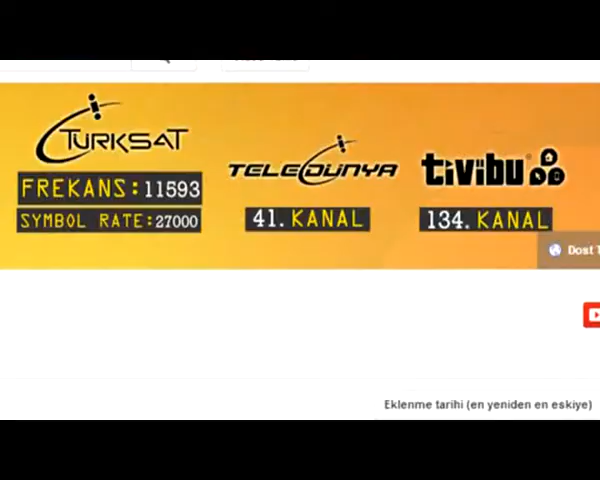 TURKSAT
FREKANS:11593
SYMBOL RATE:27000
TELEDUNYA
41. KANAL
tivibu
134. KANAL
Dost
Eklenme tarihi (en yeniden en eskiye)